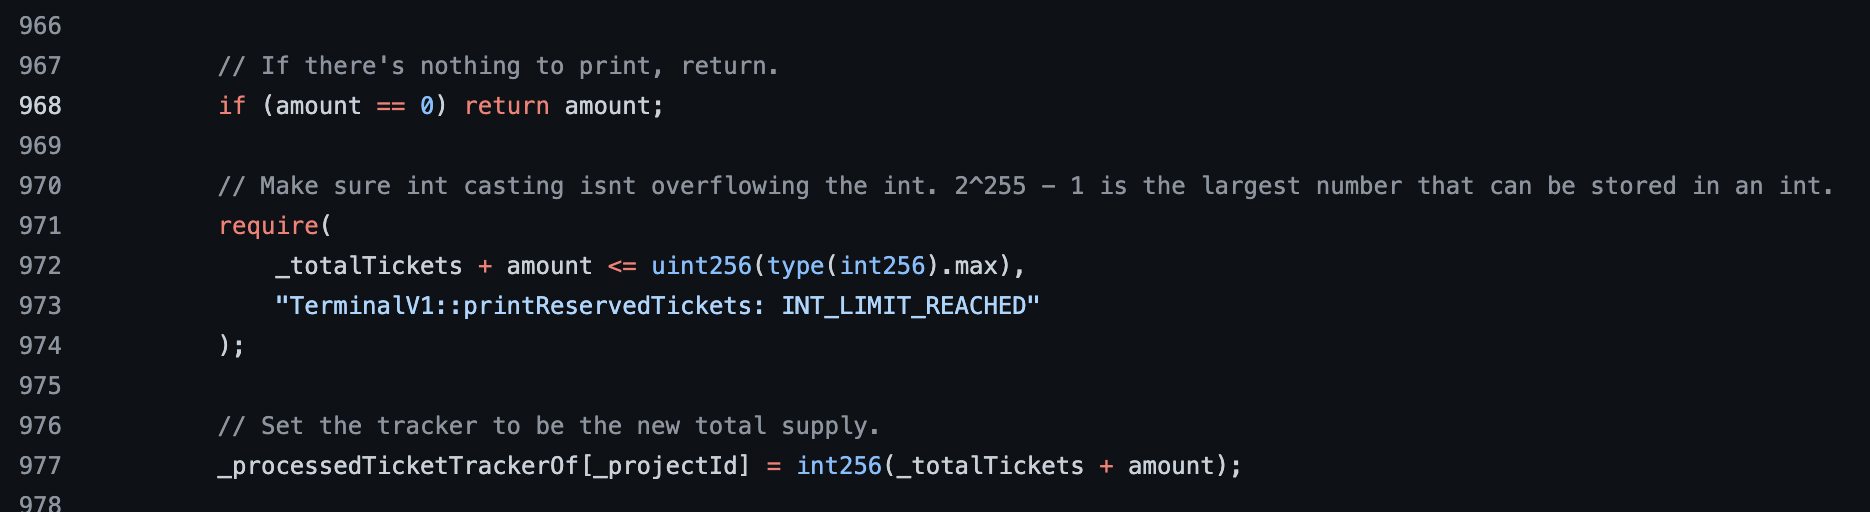 966
967 // If there's nothing to print, return.
968 if (amount == 0) return amount;
969
970 // Make sure int casting isnt overflowing the int. 2^255 – 1 is the largest number that can be stored in an int.
971 require(
972 _totalTickets + amount <= uint256(type(int256).max),
973 "TerminalV1::printReservedTickets: INT_LIMIT_REACHED"
974 );
975
976 // Set the tracker to be the new total supply.
977 _processedTicketTrackerOf[_projectId] = int256(_totalTickets + amount);
978